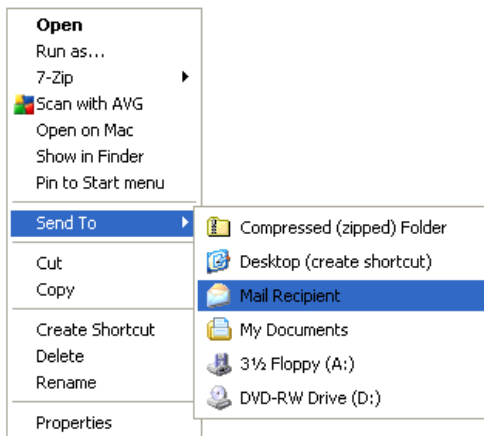 Open
Run as...
7-Zip
Scan with AVG
Open on Mac
Show in Finder
Pin to Start menu
Send To
Cut
Copy
Create Shortcut
Delete
Rename
Properties
Compressed (zipped) Folder
Desktop (create shortcut)
Mail Recipient
My Documents
3½ Floppy (A:)
DVD-RW Drive (D:)